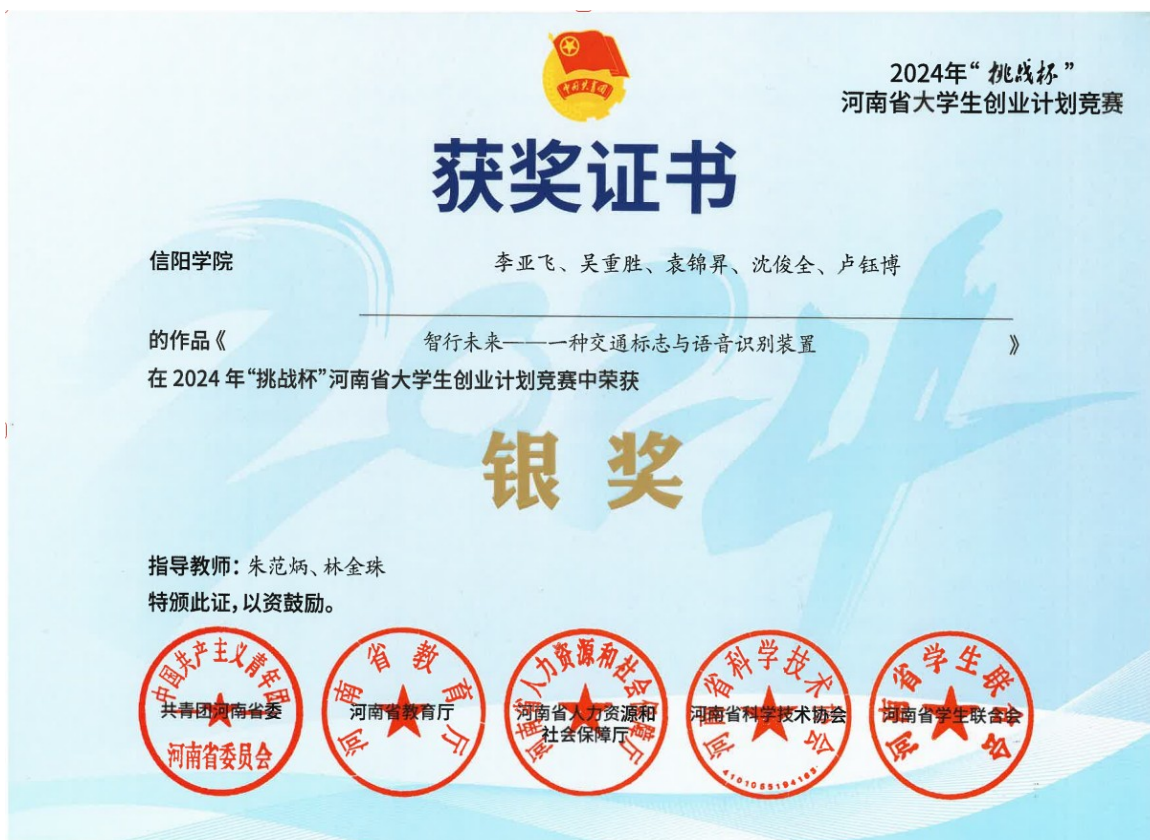 中国共青团
2024年“挑战杯”
河南省大学生创业计划竞赛
获奖证书
2024
信阳学院
李亚飞、吴重胜、袁锦昇、沈俊全、卢钰博
的作品《 智行未来——一种交通标志与语音识别装置 》
在 2024 年“挑战杯”河南省大学生创业计划竞赛中荣获
银奖
指导教师：朱范炳、林金珠
特颁此证，以资鼓励。
中国共产主义青年团
河南省委员会
共青团河南省委
河南省教育厅
河南省教育厅
河南省人力资源和社会保障厅
河南省人力资源和
社会保障厅
河南省科学技术协会
河南省科学技术协会
河南省学生联合会
河南省学生联合会